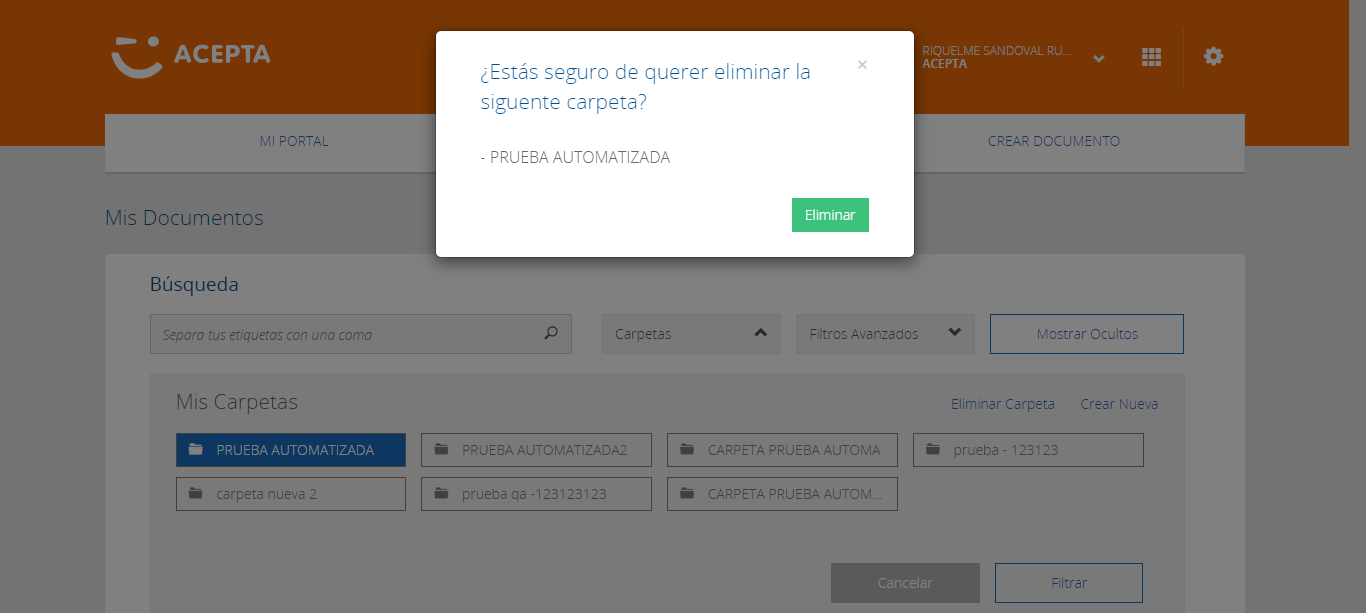 ACEPTA
RIQUELME SANDOVAL RU...
ACEPTA
¿Estás seguro de querer eliminar la
siguente carpeta?
×
- PRUEBA AUTOMATIZADA
Eliminar
MI PORTAL
CREAR DOCUMENTO
Mis Documentos
Búsqueda
Separa tus etiquetas con una coma
Carpetas
Filtros Avanzados
Mostrar Ocultos
Mis Carpetas
Eliminar Carpeta
Crear Nueva
PRUEBA AUTOMATIZADA
PRUEBA AUTOMATIZADA2
CARPETA PRUEBA AUTOMA
prueba - 123123
carpeta nueva 2
prueba qa -123123123
CARPETA PRUEBA AUTOM...
Cancelar
Filtrar